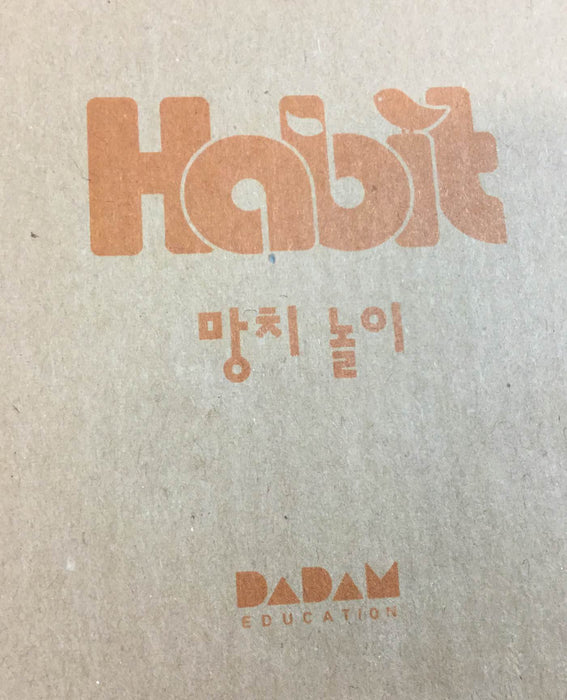 Habit
망치 놀이
DaDaM
EDUCATION